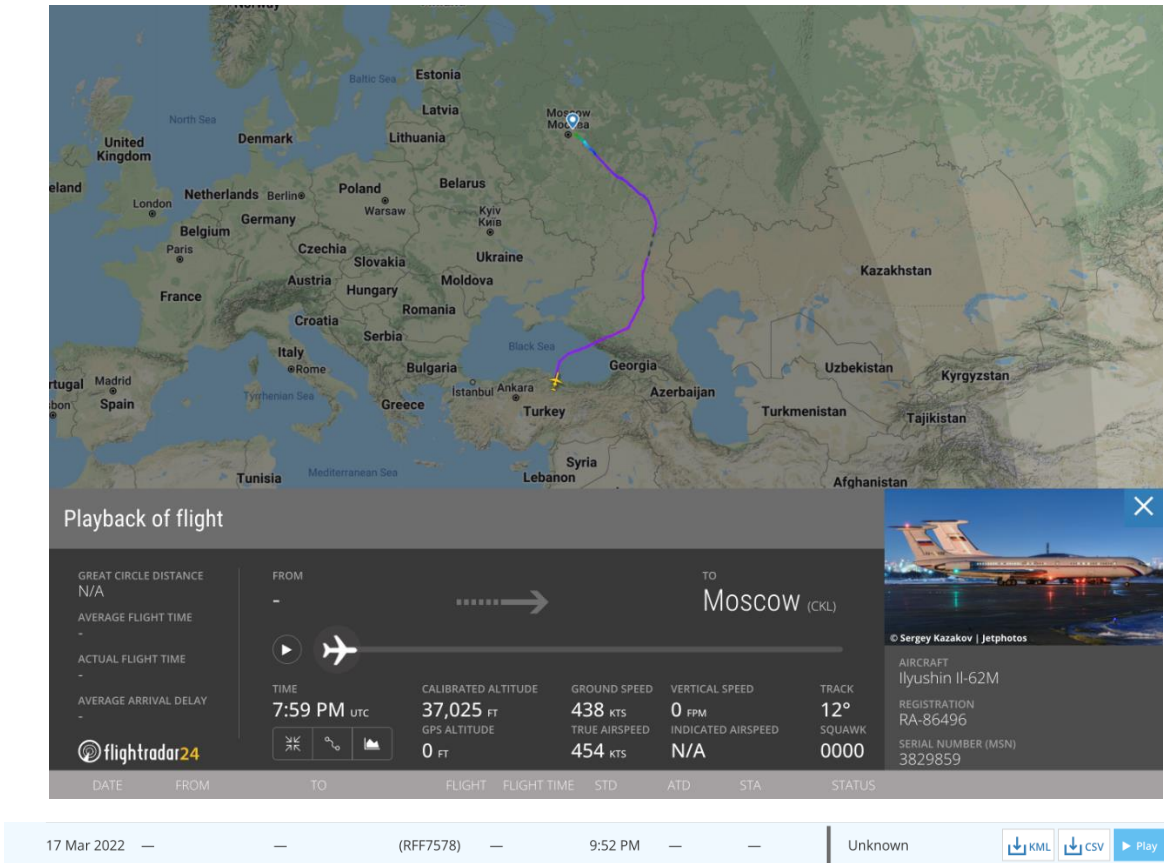 Norway
Estonia
Baltic Sea
Latvia
North Sea
Moscow
Москва
Denmark
Lithuania
United
Kingdom
eland
Netherlands
Berlin
Poland
Belarus
London
Warsaw
Germany
Kyiv
Київ
Belgium
Paris
Czechia
Ukraine
Slovakia
Kazakhstan
Austria
Moldova
France
Hungary
Romania
Croatia
Serbia
Black Sea
Italy
Rome
Bulgaria
Georgia
Uzbekistan
Kyrgyzstan
rtugal
Madrid
Istanbul
Ankara
Azerbaijan
bon
Spain
Tyrrhenian Sea
Greece
Turkey
Turkmenistan
Tajikistan
Syria
Tunisia
Mediterranean Sea
Lebanon
Afghanistan
Playback of flight
GREAT CIRCLE DISTANCE
N/A
AVERAGE FLIGHT TIME
-
ACTUAL FLIGHT TIME
-
AVERAGE ARRIVAL DELAY
-
flightradar24
FROM
-
TO
Moscow (CKL)
TIME
7:59 PM UTC
CALIBRATED ALTITUDE
37,025 FT
GPS ALTITUDE
0 FT
GROUND SPEED
438 KTS
TRUE AIRSPEED
454 KTS
VERTICAL SPEED
0 FPM
INDICATED AIRSPEED
N/A
TRACK
12°
SQUAWK
0000
© Sergey Kazakov | Jetphotos
AIRCRAFT
Ilyushin Il-62M
REGISTRATION
RA-86496
SERIAL NUMBER (MSN)
3829859
DATE FROM TO FLIGHT FLIGHT TIME STD ATD STA STATUS
17 Mar 2022 — — (RFF7578) — 9:52 PM — — Unknown KML CSV Play